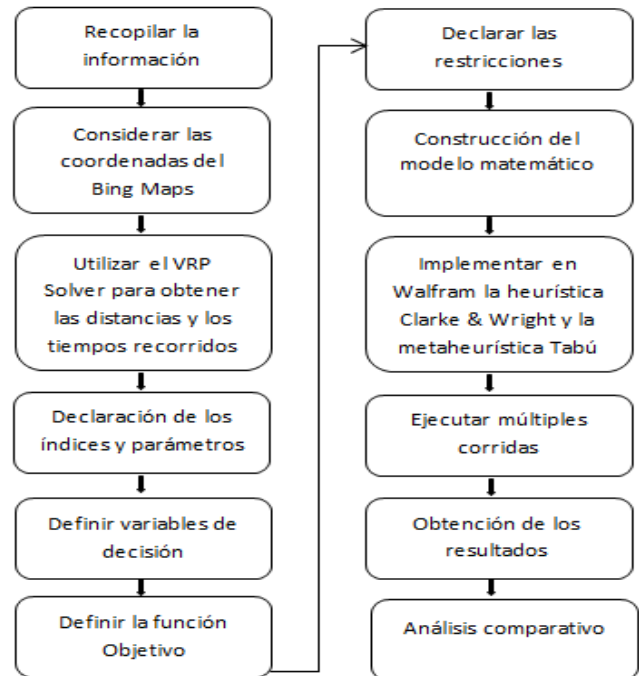 Recopilar la
información
Considerar las
coordenadas del
Bing Maps
Utilizar el VRP
Solver para obtener
las distancias y los
tiempos recorridos
Declaración de los
índices y parámetros
Definir variables de
decisión
Definir la función
Objetivo
Declarar las
restricciones
Construcción del
modelo matemático
Implementar en
Walfram la heurística
Clarke & Wright y la
metaheurística Tabú
Ejecutar múltiples
corridas
Obtención de los
resultados
Análisis comparativo